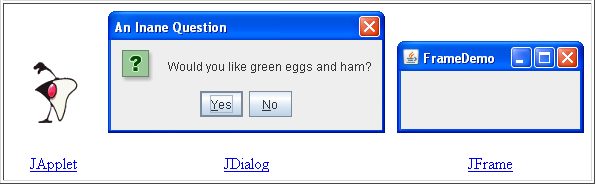 An Inane Question
?
Would you like green eggs and ham?
Yes No
FrameDemo
JApplet JDialog JFrame